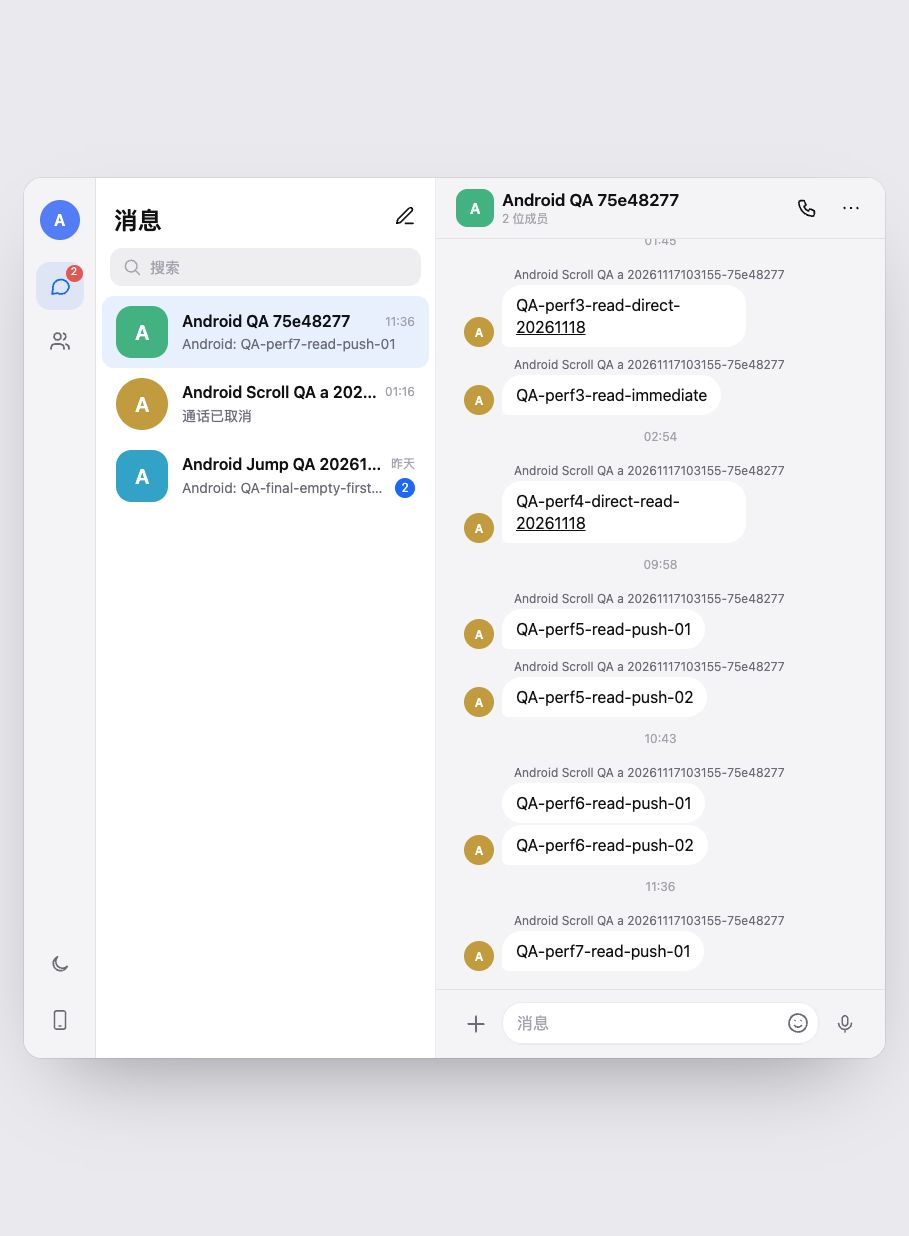 A
2
消息
搜索
A
Android QA 75e48277
11:36
Android: QA-perf7-read-push-01
A
Android Scroll QA a 202...
01:16
通话已取消
A
Android Jump QA 20261...
昨天
Android: QA-final-empty-first...
2
A
Android QA 75e48277
2 位成员
01:45
Android Scroll QA a 20261117103155-75e48277
QA-perf3-read-direct-
20261118
A
Android Scroll QA a 20261117103155-75e48277
QA-perf3-read-immediate
A
02:54
Android Scroll QA a 20261117103155-75e48277
QA-perf4-direct-read-
20261118
A
09:58
Android Scroll QA a 20261117103155-75e48277
QA-perf5-read-push-01
A
Android Scroll QA a 20261117103155-75e48277
QA-perf5-read-push-02
A
10:43
Android Scroll QA a 20261117103155-75e48277
QA-perf6-read-push-01
QA-perf6-read-push-02
A
11:36
Android Scroll QA a 20261117103155-75e48277
QA-perf7-read-push-01
A
消息